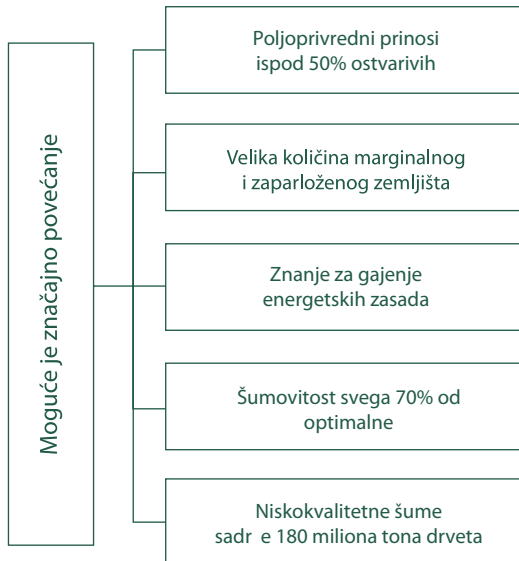 Moguće je značajno povećanje
Poljoprivredni prinosi
ispod 50% ostvarivih
Velika količina marginalnog
i zaparloženog zemljišta
Znanje za gajenje
energetskih zasada
Šumovitost svega 70% od
optimalne
Niskokvalitetne šume
sadr e 180 miliona tona drveta